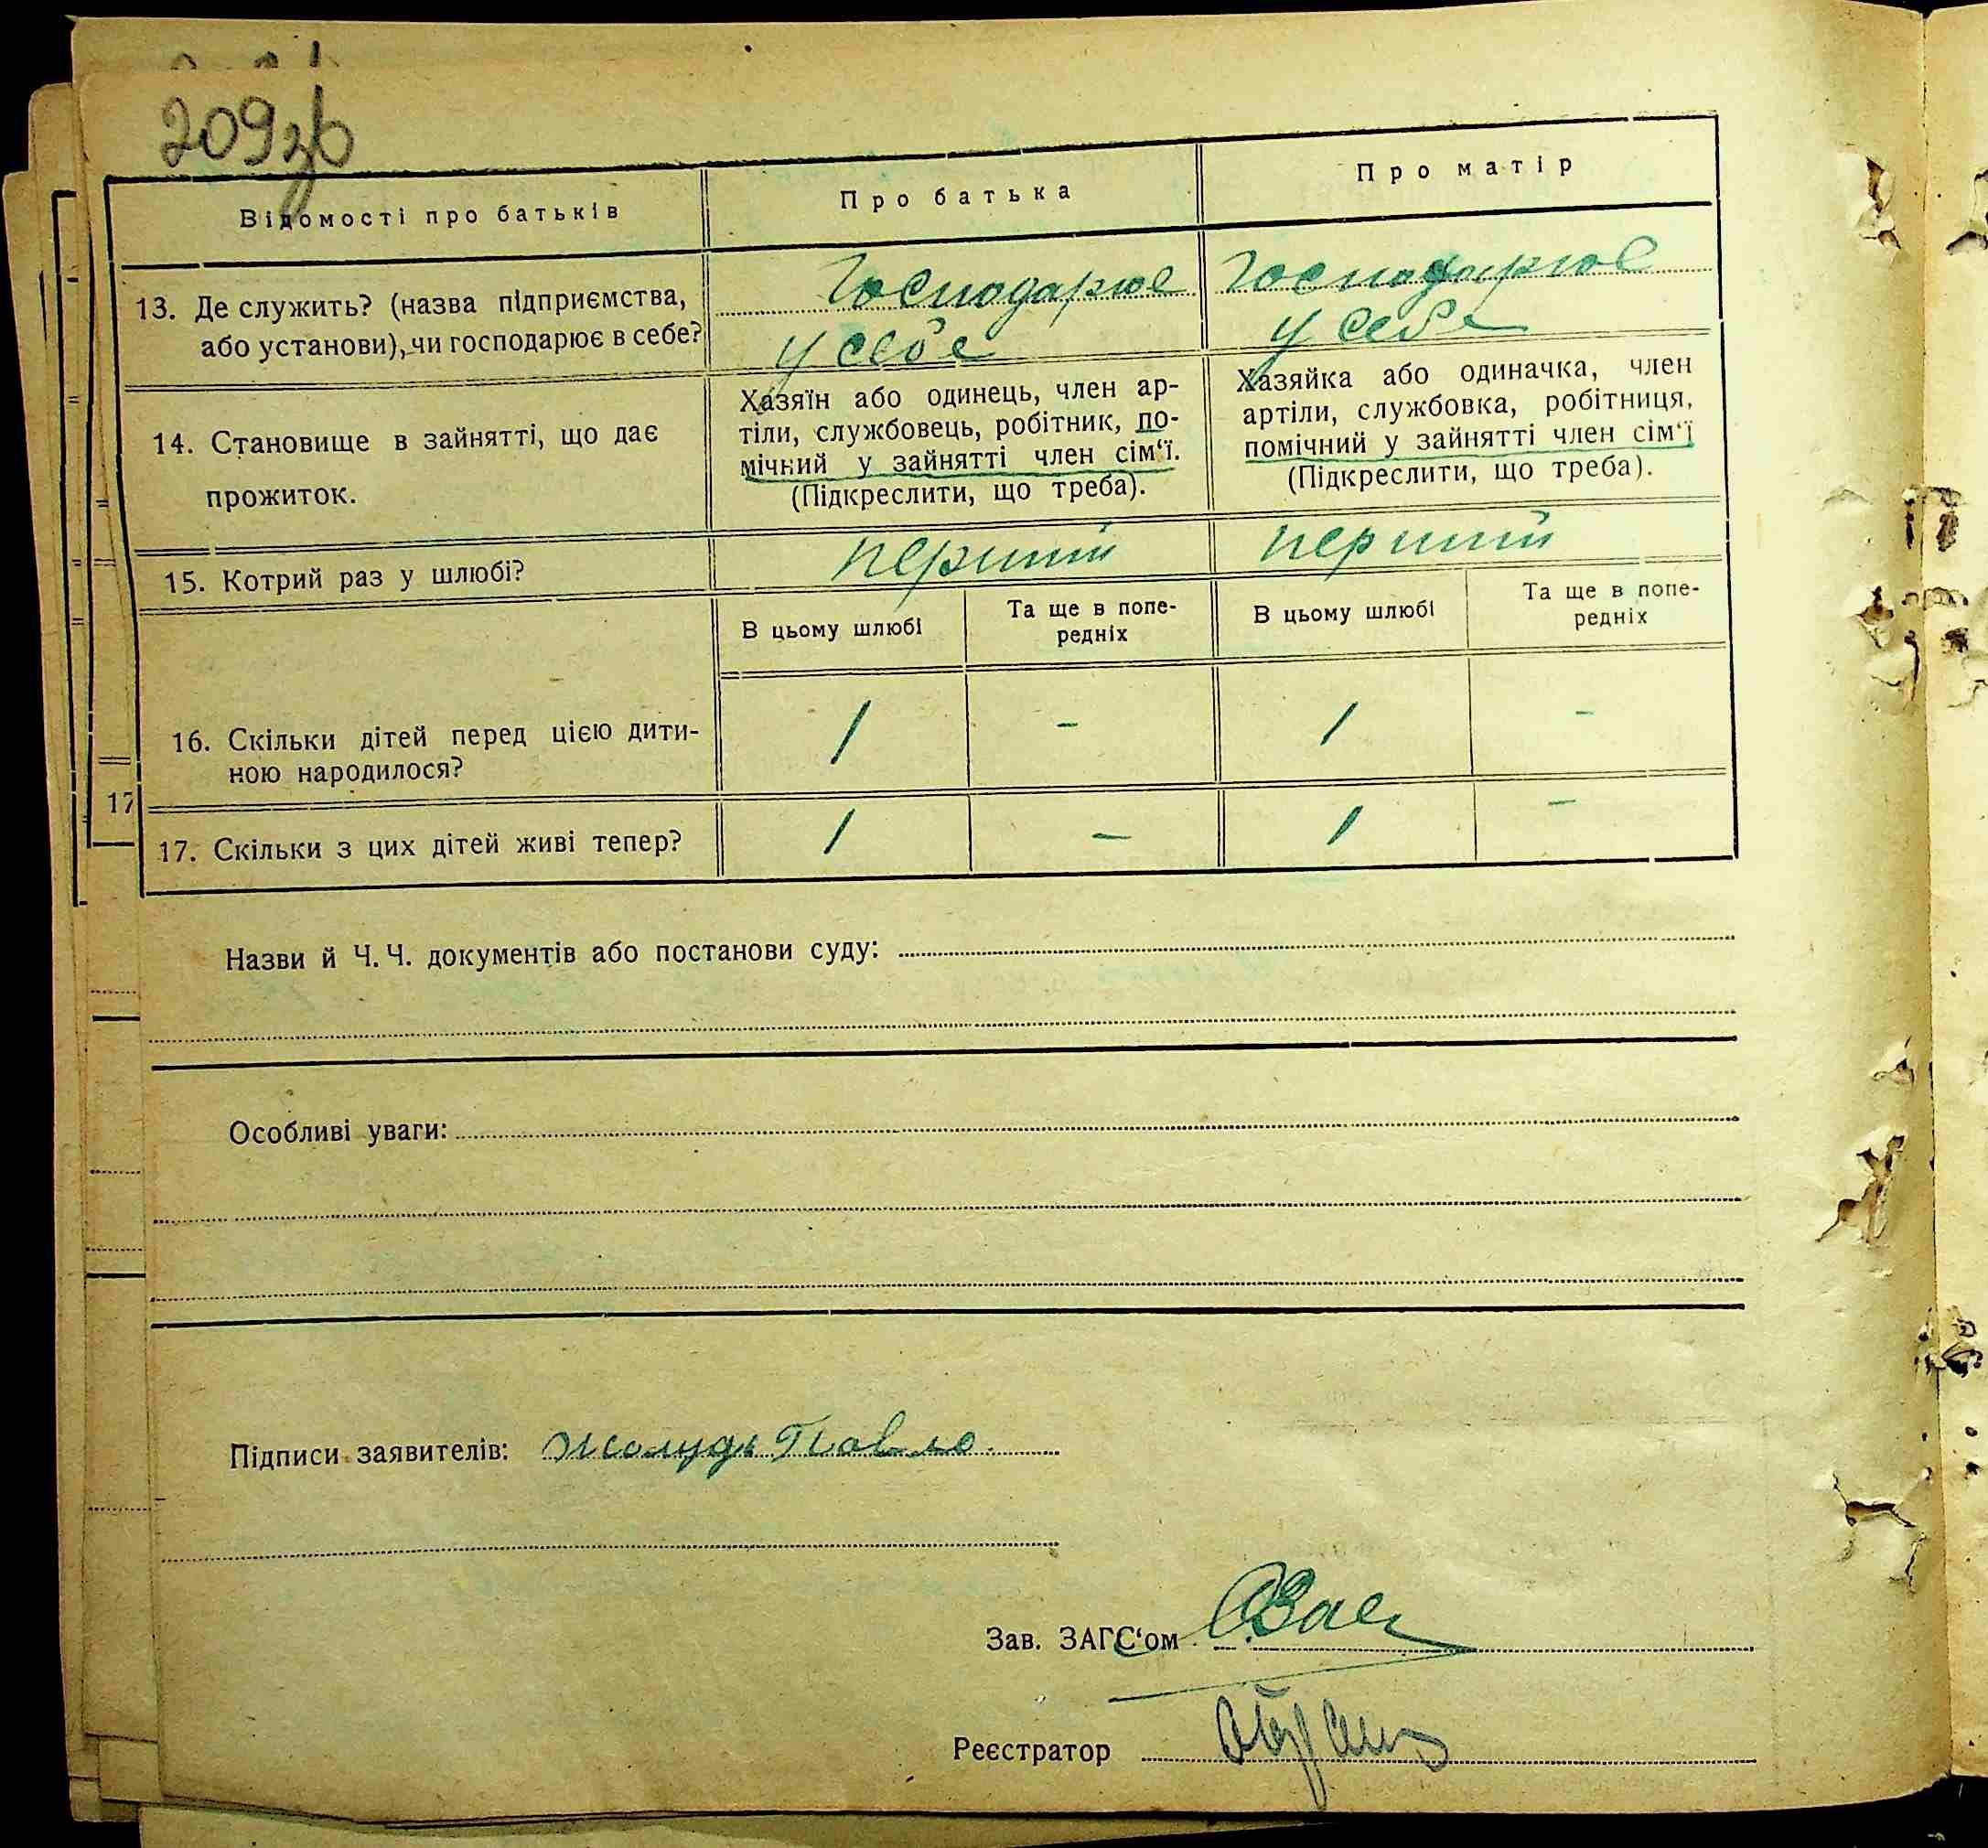 209зв
Відомості про батьків
Про батька
Про матір
13. Де служить? (назва підприємства,
або установи), чи господарює в себе?
Господарює
у себе
Господарює
у себе
14. Становище в зайнятті, що дає
прожиток.
Хазяїн або одинець, член ар-
тіли, службовець, робітник, по-
мічний у зайнятті член сім‘ї.
(Підкреслити, що треба).
Хазяйка або одиначка, член
артіли, службовка, робітниця,
помічний у зайнятті член сім‘ї
(Підкреслити, що треба).
15. Котрий раз у шлюбі?
перший
перший
В цьому шлюбі
Та ще в попе-
редніх
В цьому шлюбі
Та ще в попе-
редніх
16. Скільки дітей перед цією дити-
ною народилося?
1
-
1
-
17
17. Скільки з цих дітей живі тепер?
1
-
1
-
Назви й Ч. Ч. документів або постанови суду:
Особливі уваги:
Підписи заявителів: Жолудь Павло
Зав. ЗАГС‘ом
Реєстратор